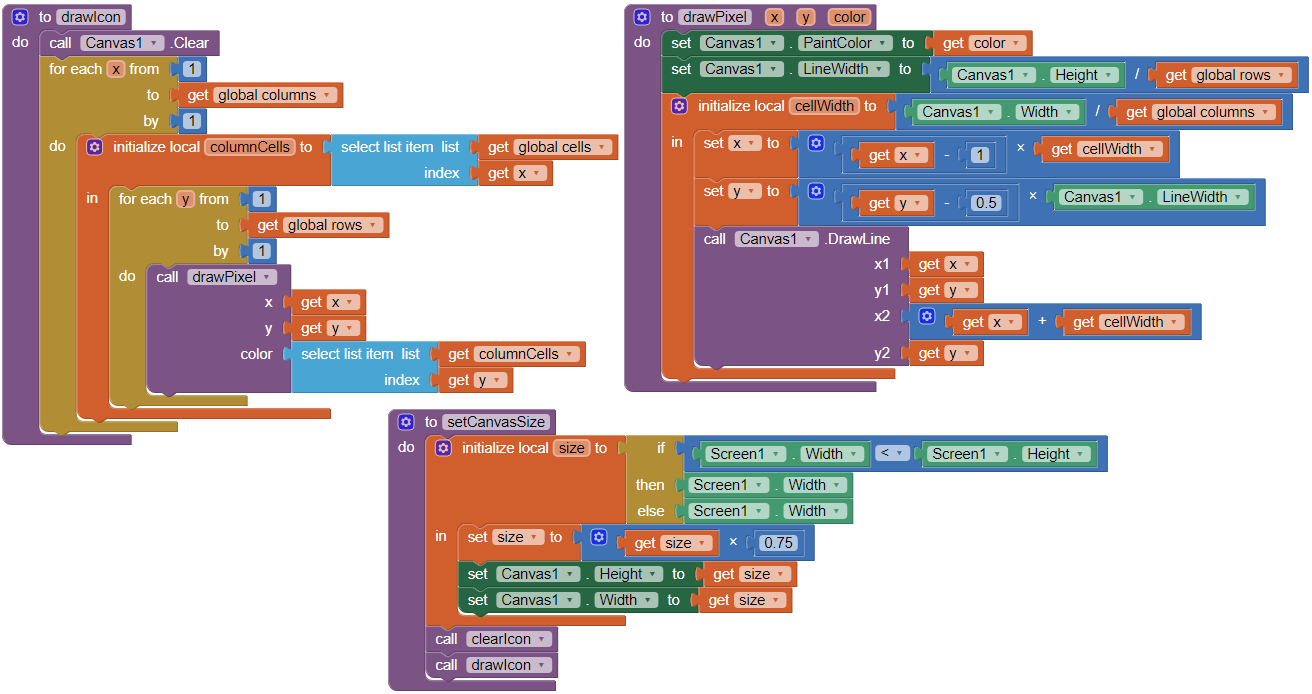 to drawIcon
do call Canvas1 .Clear
for each x from 1
to get global columns
by 1
do initialize local columnCells to select list item list get global cells
index get x
in for each y from 1
to get global rows
by 1
do call drawPixel
x get x
y get y
color select list item list get columnCells
index get y
to drawPixel x y color
do set Canvas1 . PaintColor to get color
set Canvas1 . LineWidth to Canvas1 . Height / get global rows
initialize local cellWidth to Canvas1 . Width / get global columns
in set x to get x - 1 × get cellWidth
set y to get y - 0.5 × Canvas1 . LineWidth
call Canvas1 .DrawLine
x1 get x
y1 get y
x2 get x + get cellWidth
y2 get y
to setCanvasSize
do initialize local size to if Screen1 . Width < Screen1 . Height
then Screen1 . Width
else Screen1 . Width
in set size to get size × 0.75
set Canvas1 . Height to get size
set Canvas1 . Width to get size
call clearIcon
call drawIcon